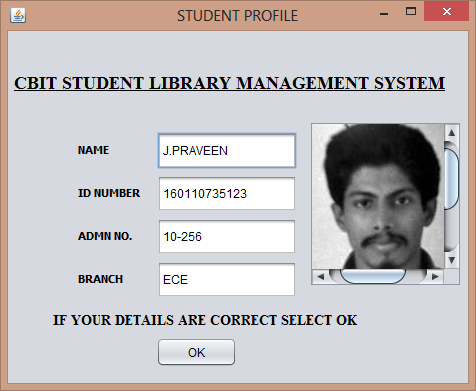 STUDENT PROFILE
CBIT STUDENT LIBRARY MANAGEMENT SYSTEM
NAME J.PRAVEEN
ID NUMBER 160110735123
ADMN NO. 10-256
BRANCH ECE
IF YOUR DETAILS ARE CORRECT SELECT OK
OK